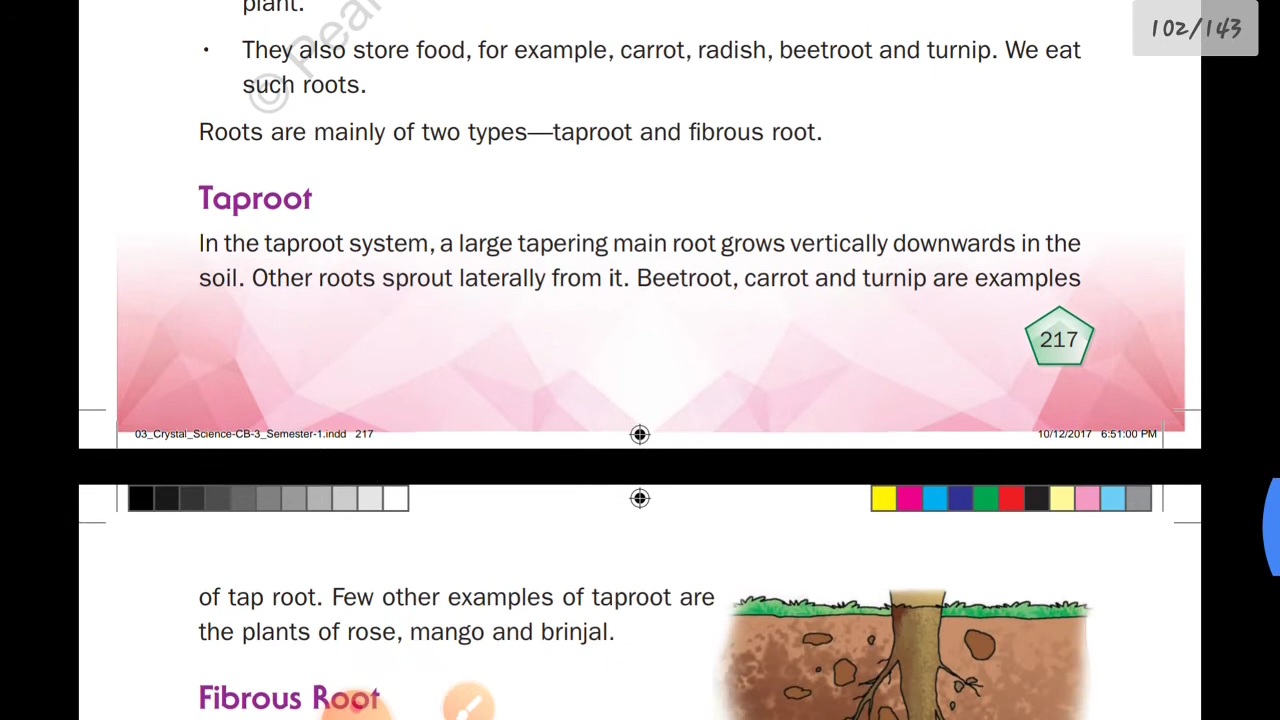 plant.
102/143
• They also store food, for example, carrot, radish, beetroot and turnip. We eat
such roots.
Roots are mainly of two types—taproot and fibrous root.
Taproot
In the taproot system, a large tapering main root grows vertically downwards in the
soil. Other roots sprout laterally from it. Beetroot, carrot and turnip are examples
217
03_Crystal_Science-CB-3_Semester-1.indd 217
10/12/2017 6:51:00 PM
of tap root. Few other examples of taproot are
the plants of rose, mango and brinjal.
Fibrous Root